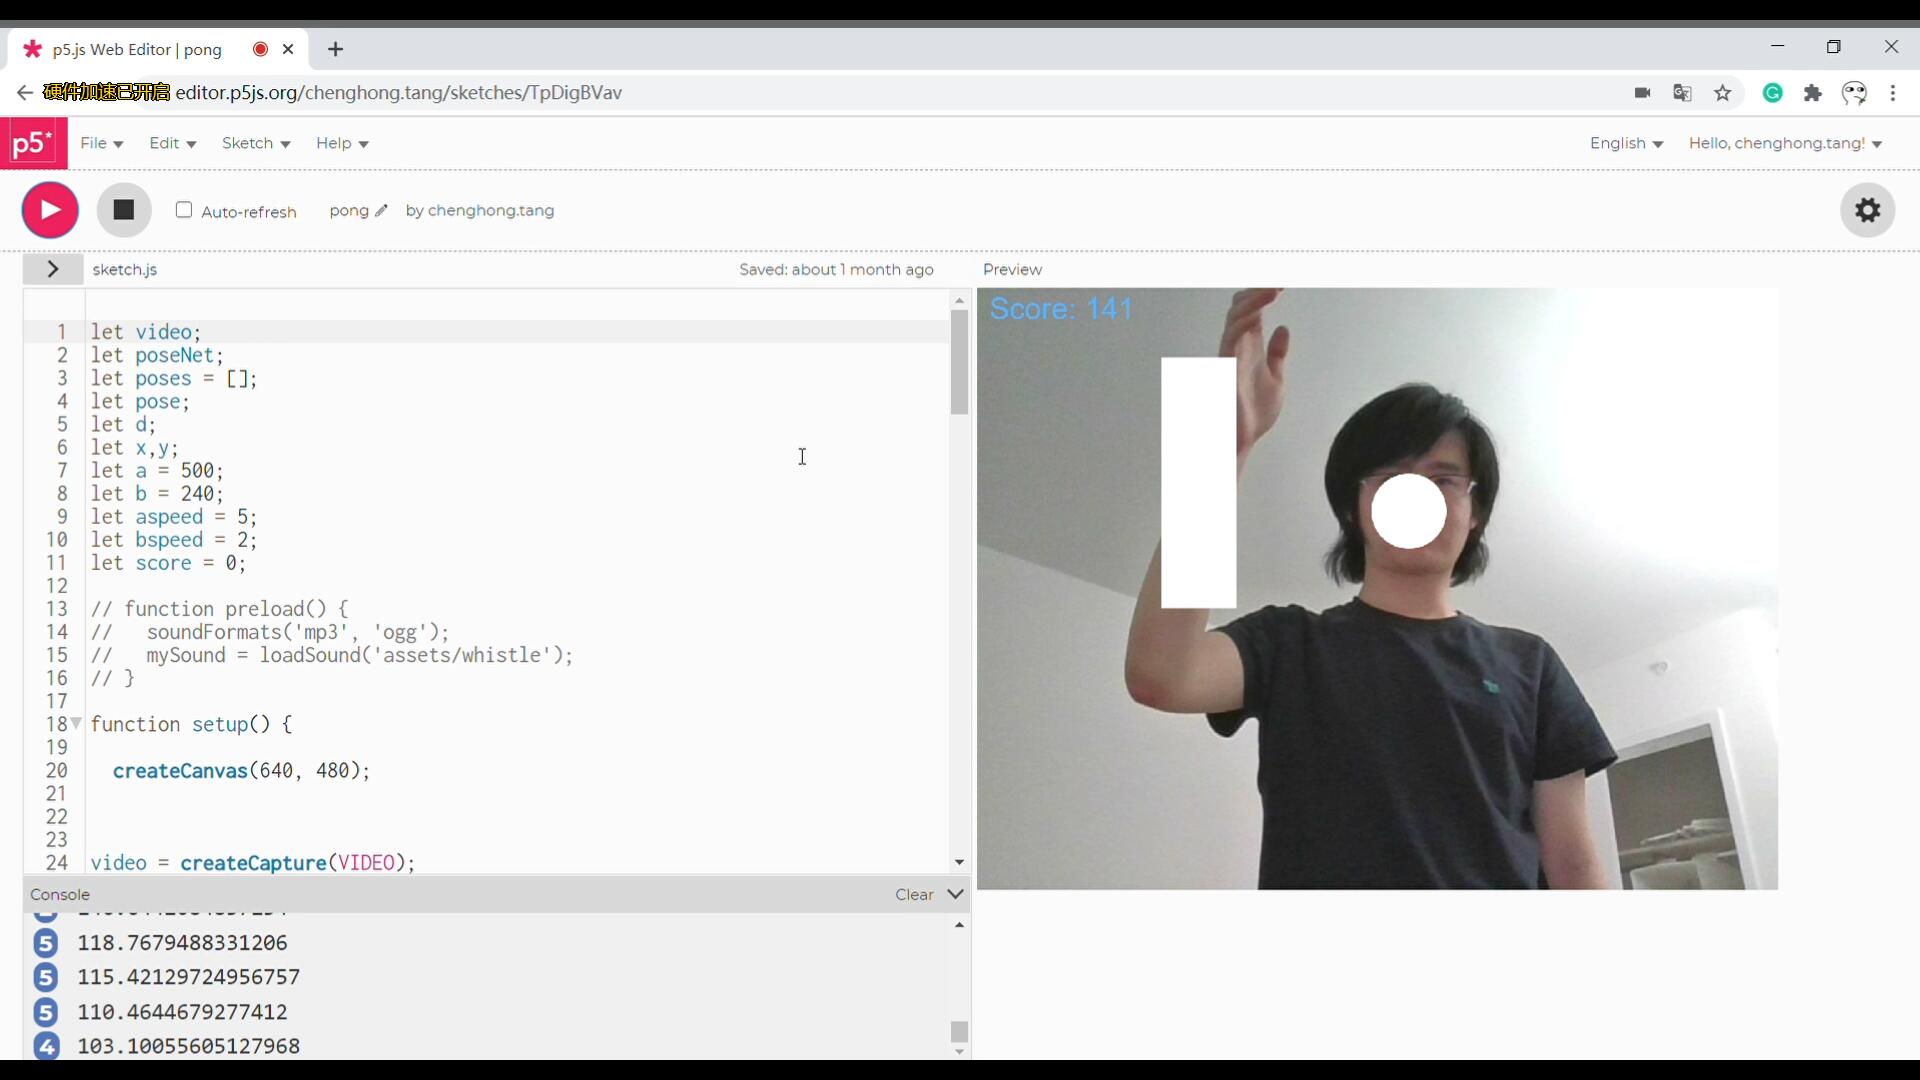 p5.js Web Editor | pong
硬件加速已开启 editor.p5js.org/chenghong.tang/sketches/TpDigBVav
p5*
File Edit Sketch Help English Hello, chenghong.tang!
Auto-refresh pong by chenghong.tang
sketch.js Saved: about 1 month ago Preview
Score: 141
1 let video;
2 let poseNet;
3 let poses = [];
4 let pose;
5 let d;
6 let x,y;
7 let a = 500;
8 let b = 240;
9 let aspeed = 5;
10 let bspeed = 2;
11 let score = 0;
12
13 // function preload() {
14 //   soundFormats('mp3', 'ogg');
15 //   mySound = loadSound('assets/whistle');
16 // }
17
18 function setup() {
19
20   createCanvas(640, 480);
21
22
23
24 video = createCapture(VIDEO);
Console Clear
5 118.7679488331206
5 115.42129724956757
5 110.4644679277412
4 103.10055605127968